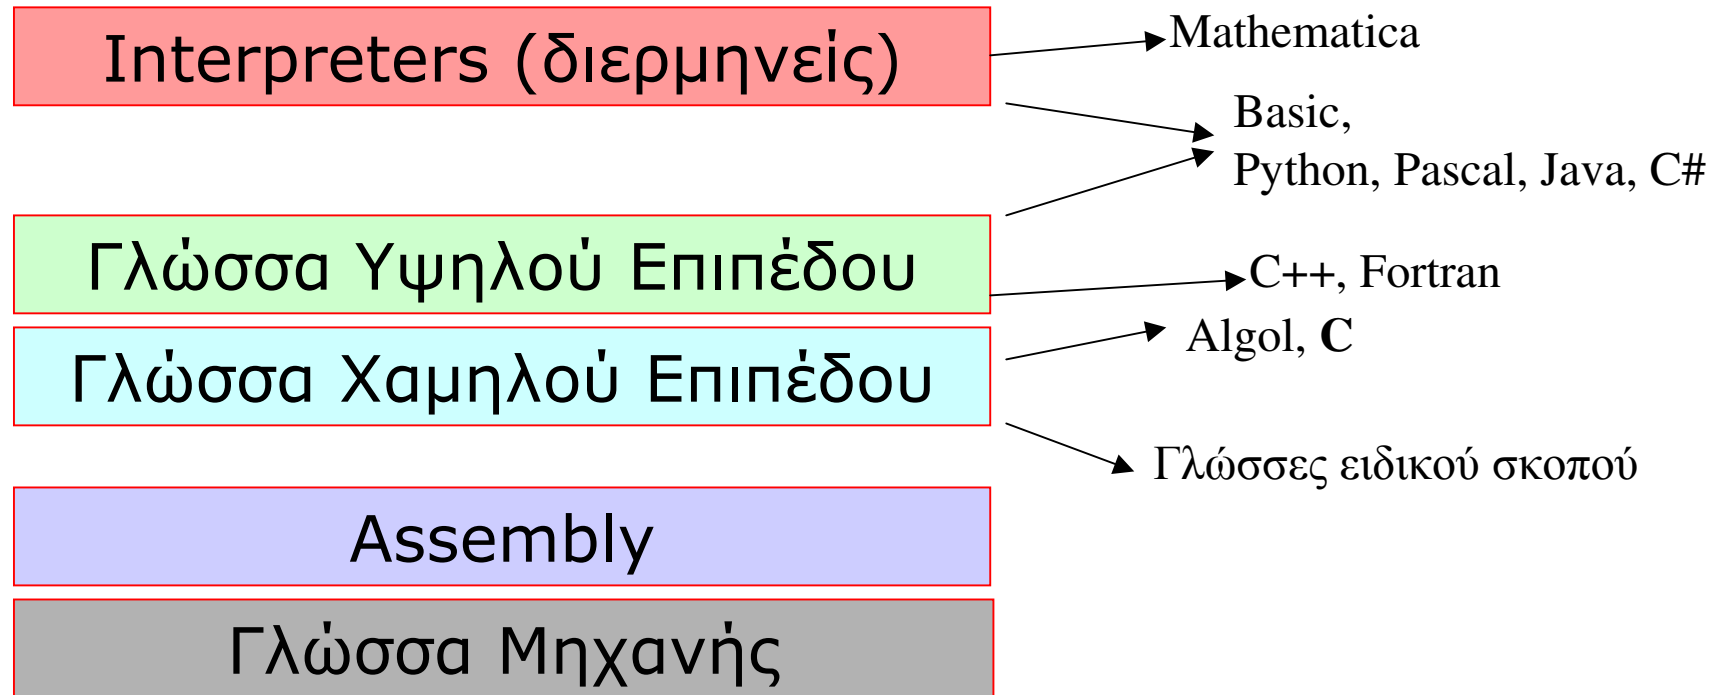 Interpreters (διερμηνείς)
Mathematica
Basic,
Python, Pascal, Java, C#
Γλώσσα Υψηλού Επιπέδου
C++, Fortran
Algol, C
Γλώσσα Χαμηλού Επιπέδου
Γλώσσες ειδικού σκοπού
Assembly
Γλώσσα Μηχανής